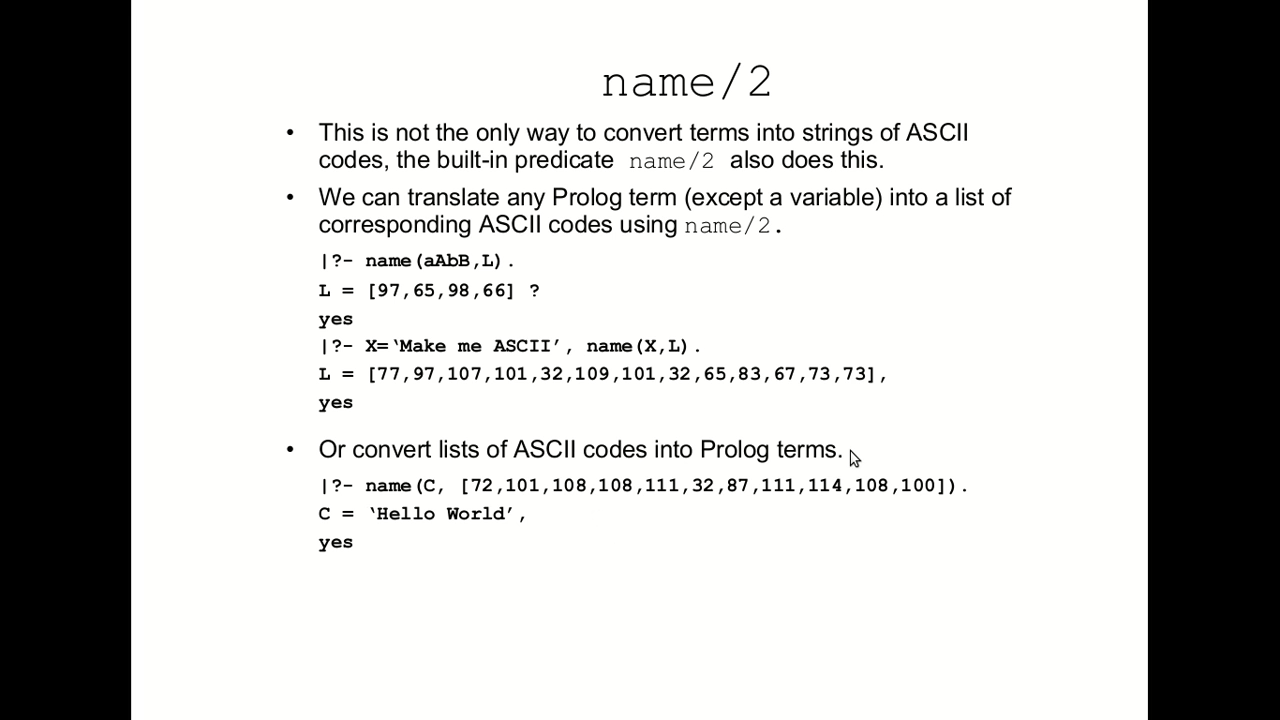 name/2
• This is not the only way to convert terms into strings of ASCII
codes, the built-in predicate name/2 also does this.
• We can translate any Prolog term (except a variable) into a list of
corresponding ASCII codes using name/2.
|?- name(aAbB,L).
L = [97,65,98,66] ?
yes
|?- X=‘Make me ASCII’, name(X,L).
L = [77,97,107,101,32,109,101,32,65,83,67,73,73],
yes
• Or convert lists of ASCII codes into Prolog terms.
|?- name(C, [72,101,108,108,111,32,87,111,114,108,100]).
C = ‘Hello World’,
yes